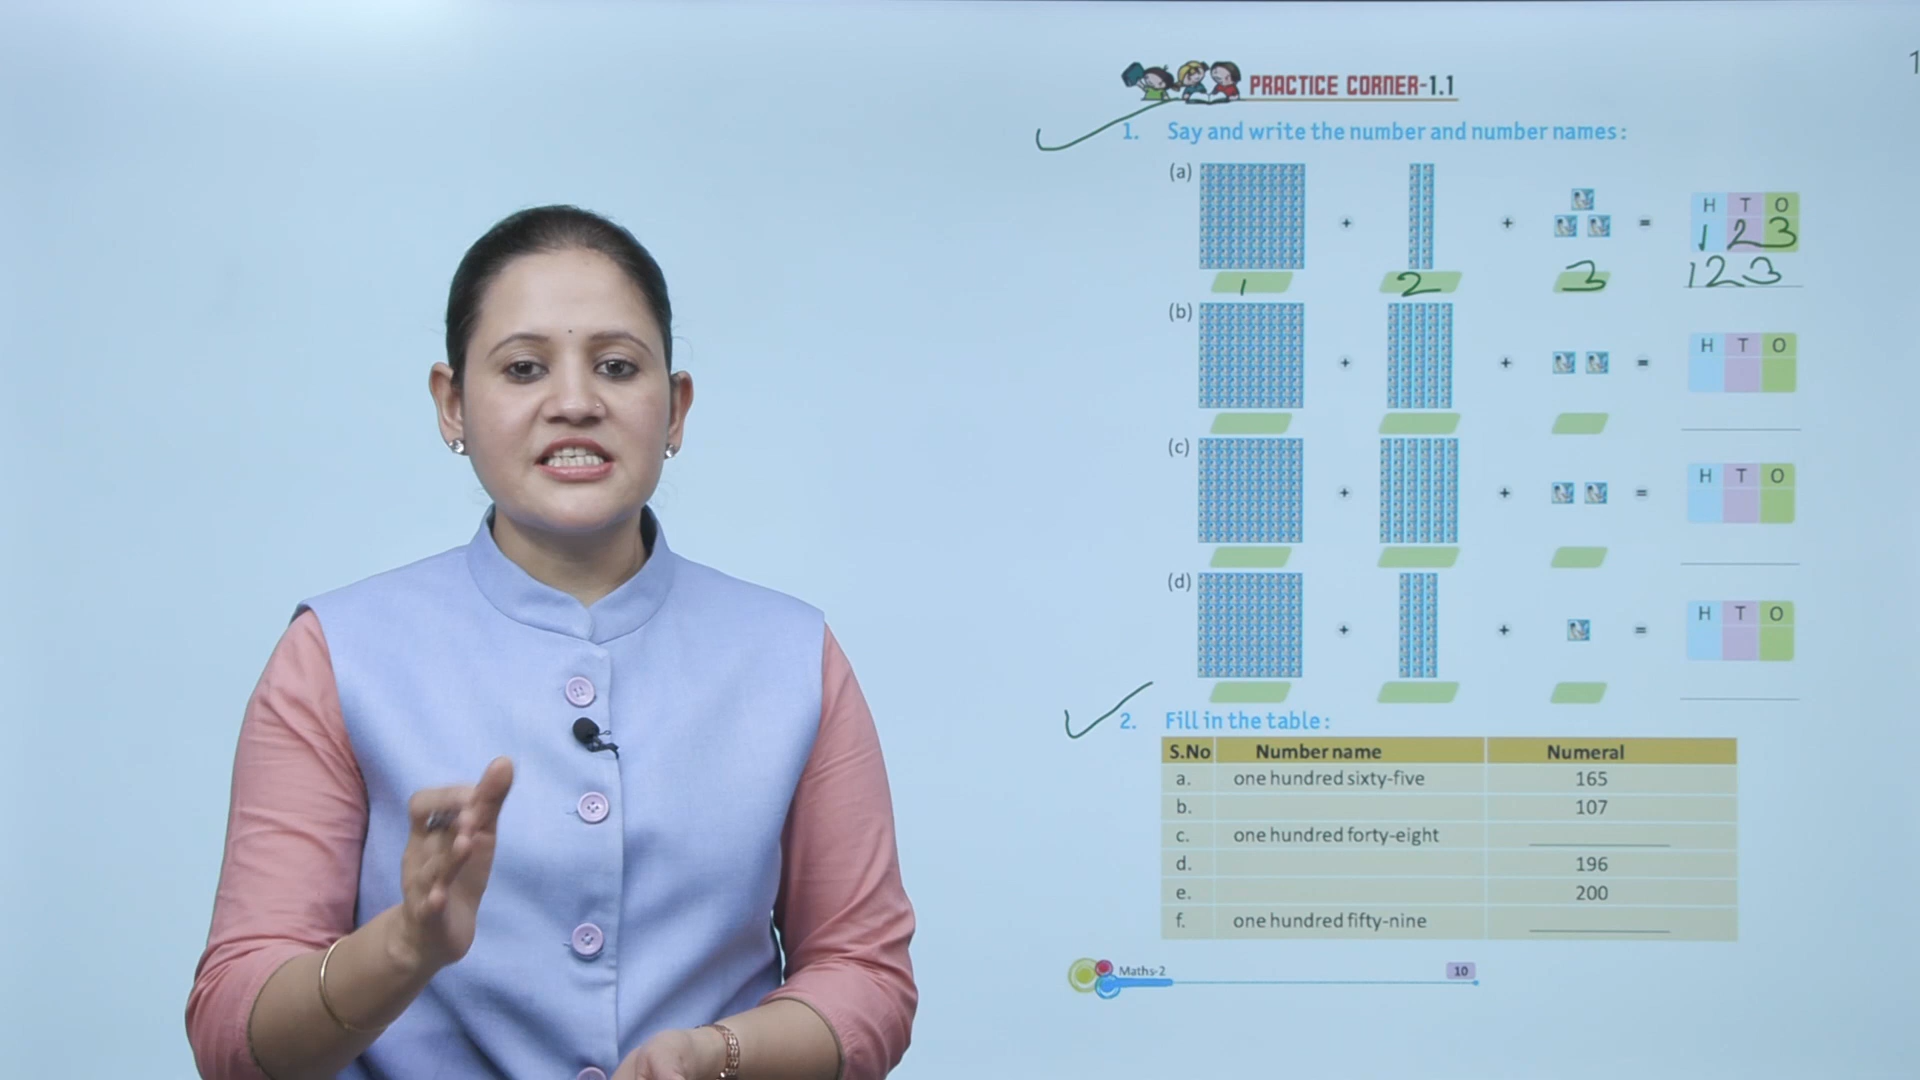 1
PRACTICE CORNER-1.1
1. Say and write the number and number names :
(a) + + =
H T O
1 2 3
1 2 3 123
(b) + + =
H T O
(c) + + =
H T O
(d) + + =
H T O
2. Fill in the table :
S.No Number name Numeral
a. one hundred sixty-five 165
b. 107
c. one hundred forty-eight
d. 196
e. 200
f. one hundred fifty-nine
Maths-2 10